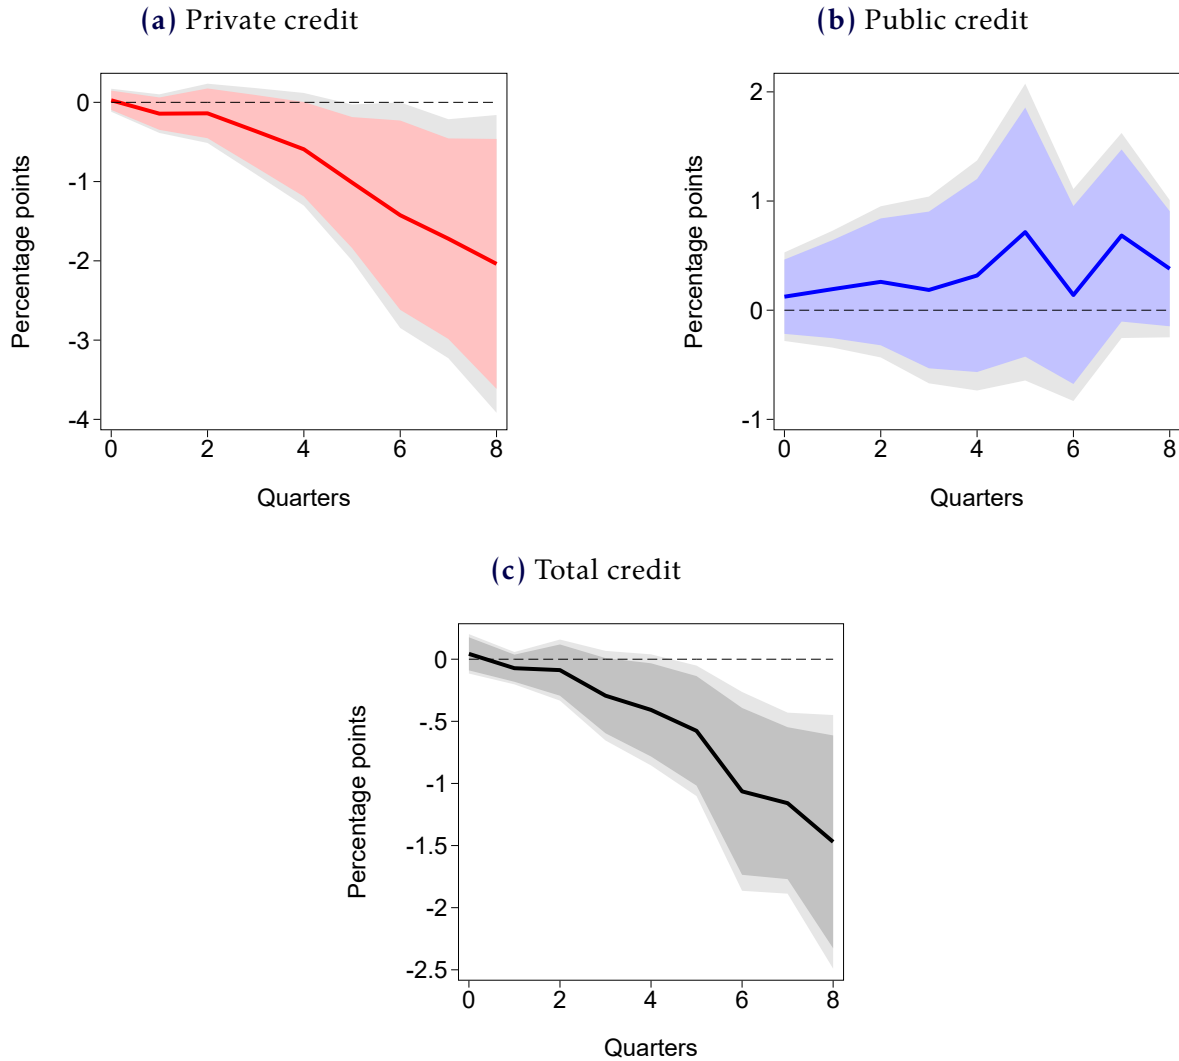 (a) Private credit
(b) Public credit
0
-1
-2
-3
-4
Percentage points
0 2 4 6 8
Quarters
2
1
0
-1
Percentage points
0 2 4 6 8
Quarters
(c) Total credit
0
-.5
-1
-1.5
-2
-2.5
Percentage points
0 2 4 6 8
Quarters